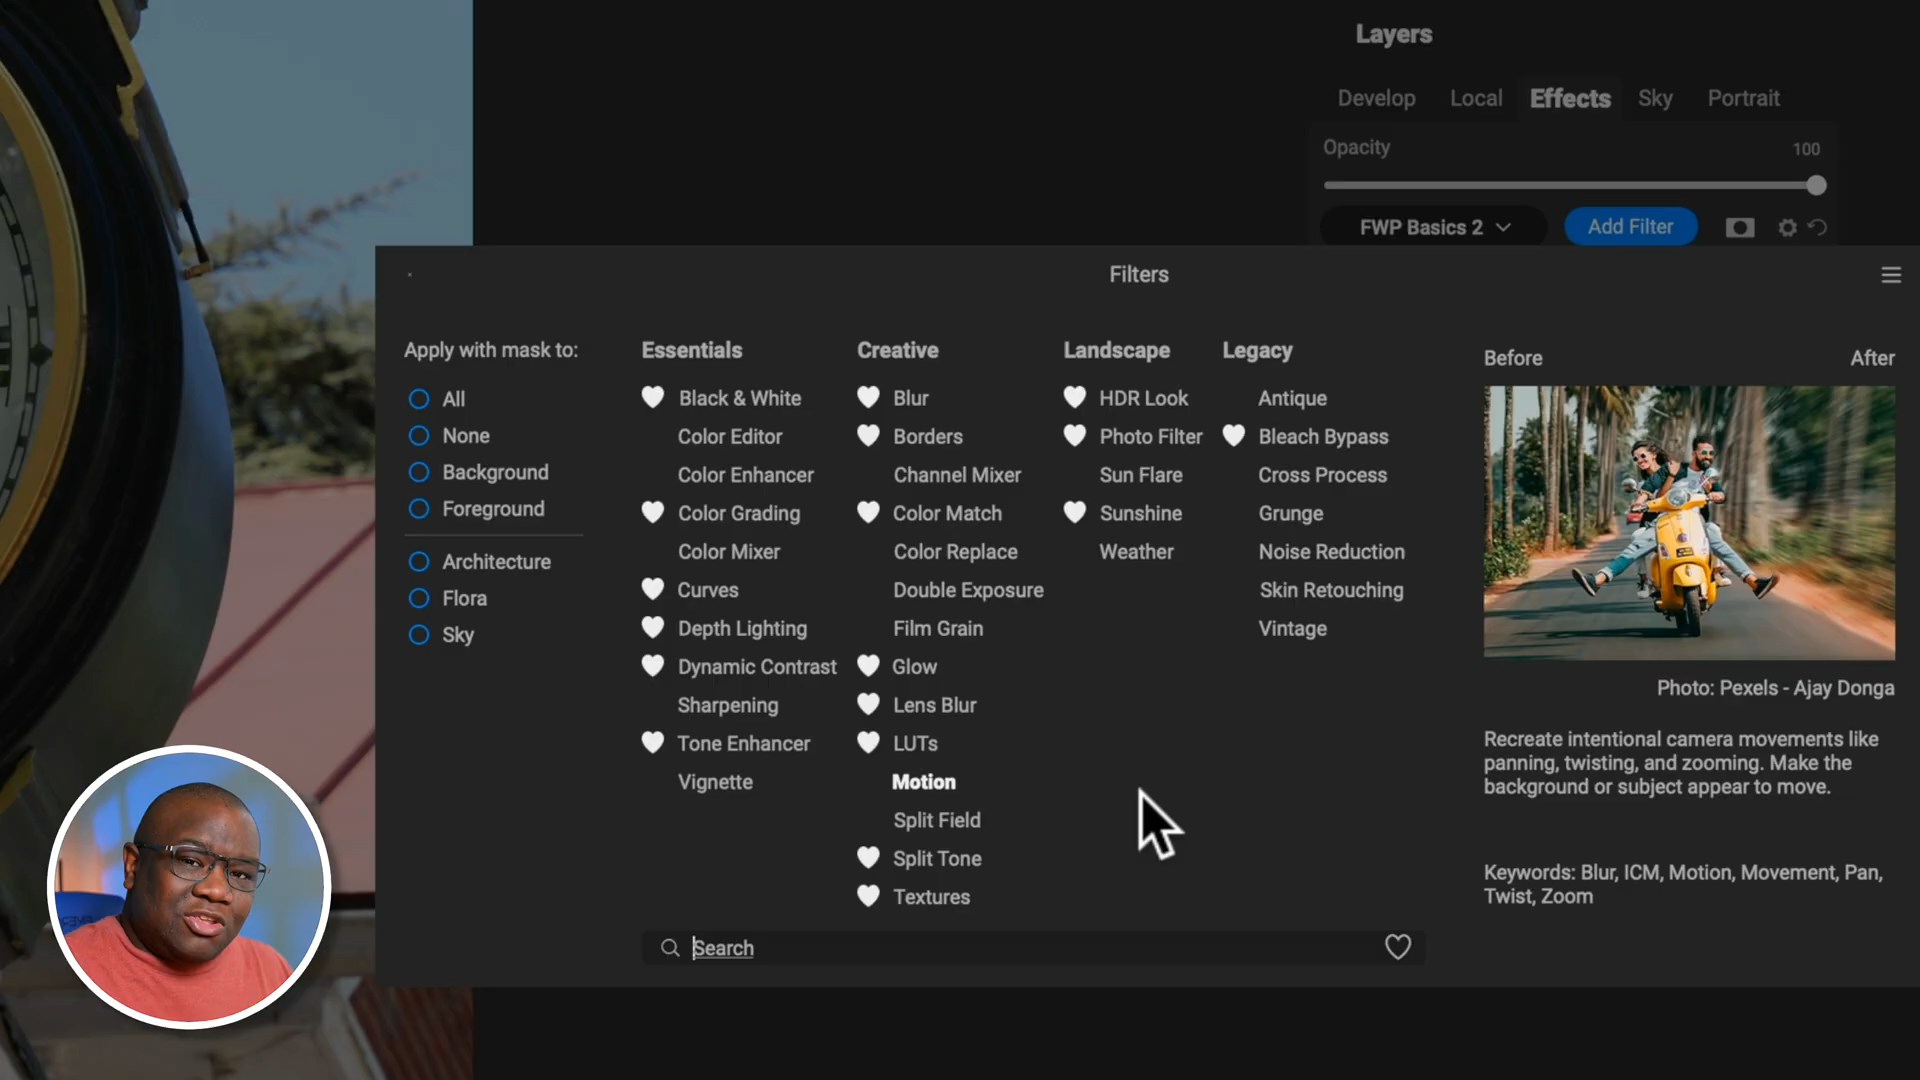 Layers
Develop Local Effects Sky Portrait
Opacity 100
FWP Basics 2 Add Filter
Filters
Apply with mask to:
All
None
Background
Foreground
Architecture
Flora
Sky
Essentials
Black & White
Color Editor
Color Enhancer
Color Grading
Color Mixer
Curves
Depth Lighting
Dynamic Contrast
Sharpening
Tone Enhancer
Vignette
Creative
Blur
Borders
Channel Mixer
Color Match
Color Replace
Double Exposure
Film Grain
Glow
Lens Blur
LUTs
Motion
Split Field
Split Tone
Textures
Landscape
HDR Look
Photo Filter
Sun Flare
Sunshine
Weather
Legacy
Antique
Bleach Bypass
Cross Process
Grunge
Noise Reduction
Skin Retouching
Vintage
Before After
Photo: Pexels - Ajay Donga
Recreate intentional camera movements like
panning, twisting, and zooming. Make the
background or subject appear to move.
Keywords: Blur, ICM, Motion, Movement, Pan,
Twist, Zoom
Search